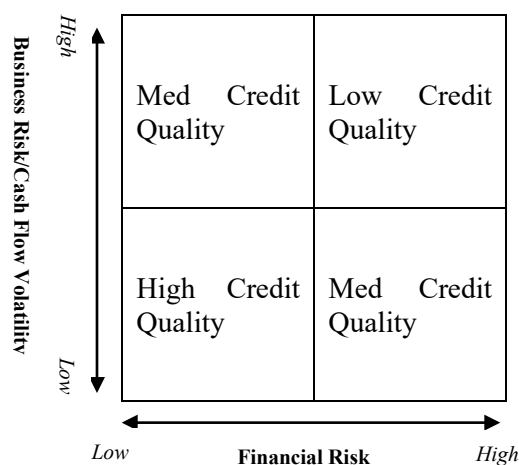 High
Business Risk/Cash Flow Volatility
Low
Med Credit
Quality
Low Credit
Quality
High Credit
Quality
Med Credit
Quality
Low
Financial Risk
High